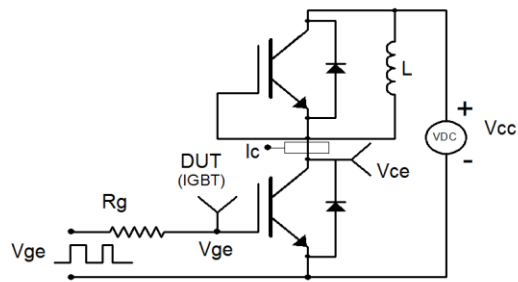 L
+
VDC
Vcc
-
Ic
DUT
(IGBT)
Vce
Rg
Vge
Vge